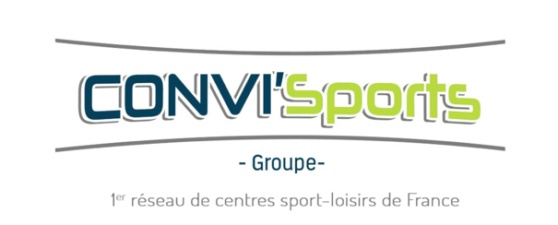 CONVI'Sports
- Groupe-
1er réseau de centres sport-loisirs de France